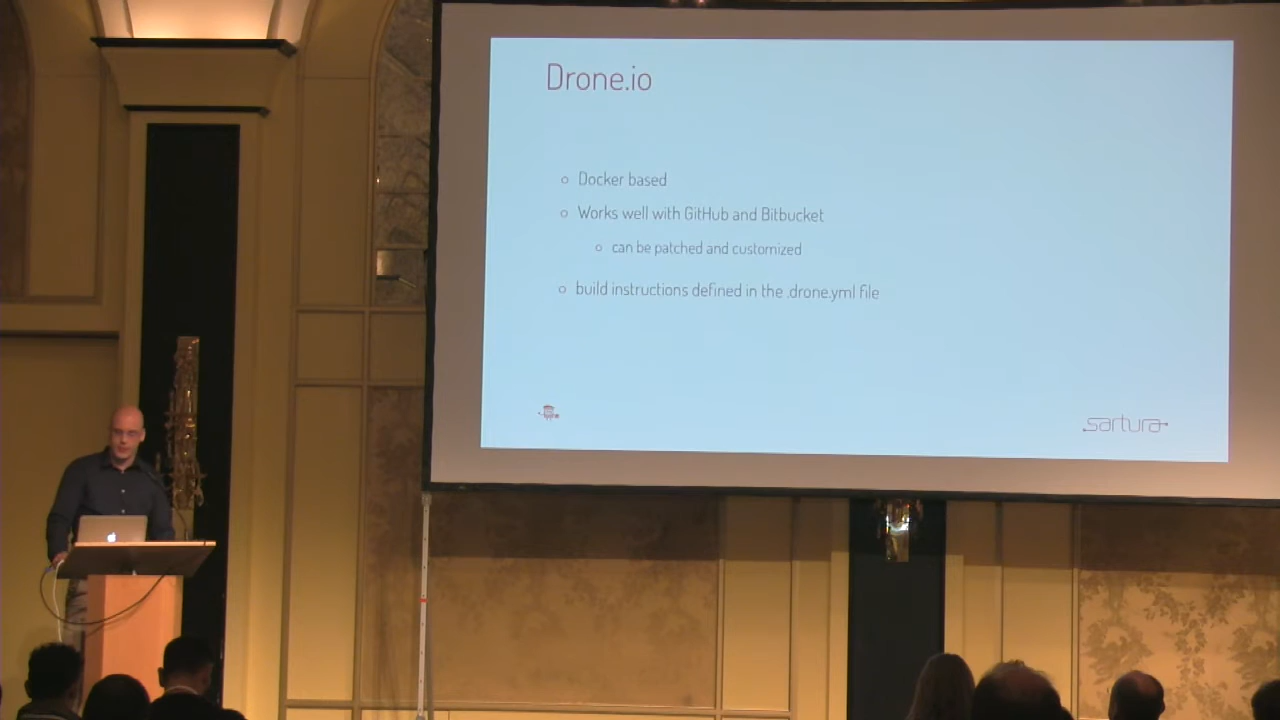 Drone.io
Docker based
Works well with GitHub and Bitbucket
can be patched and customized
build instructions defined in the .drone.yml file
sartura